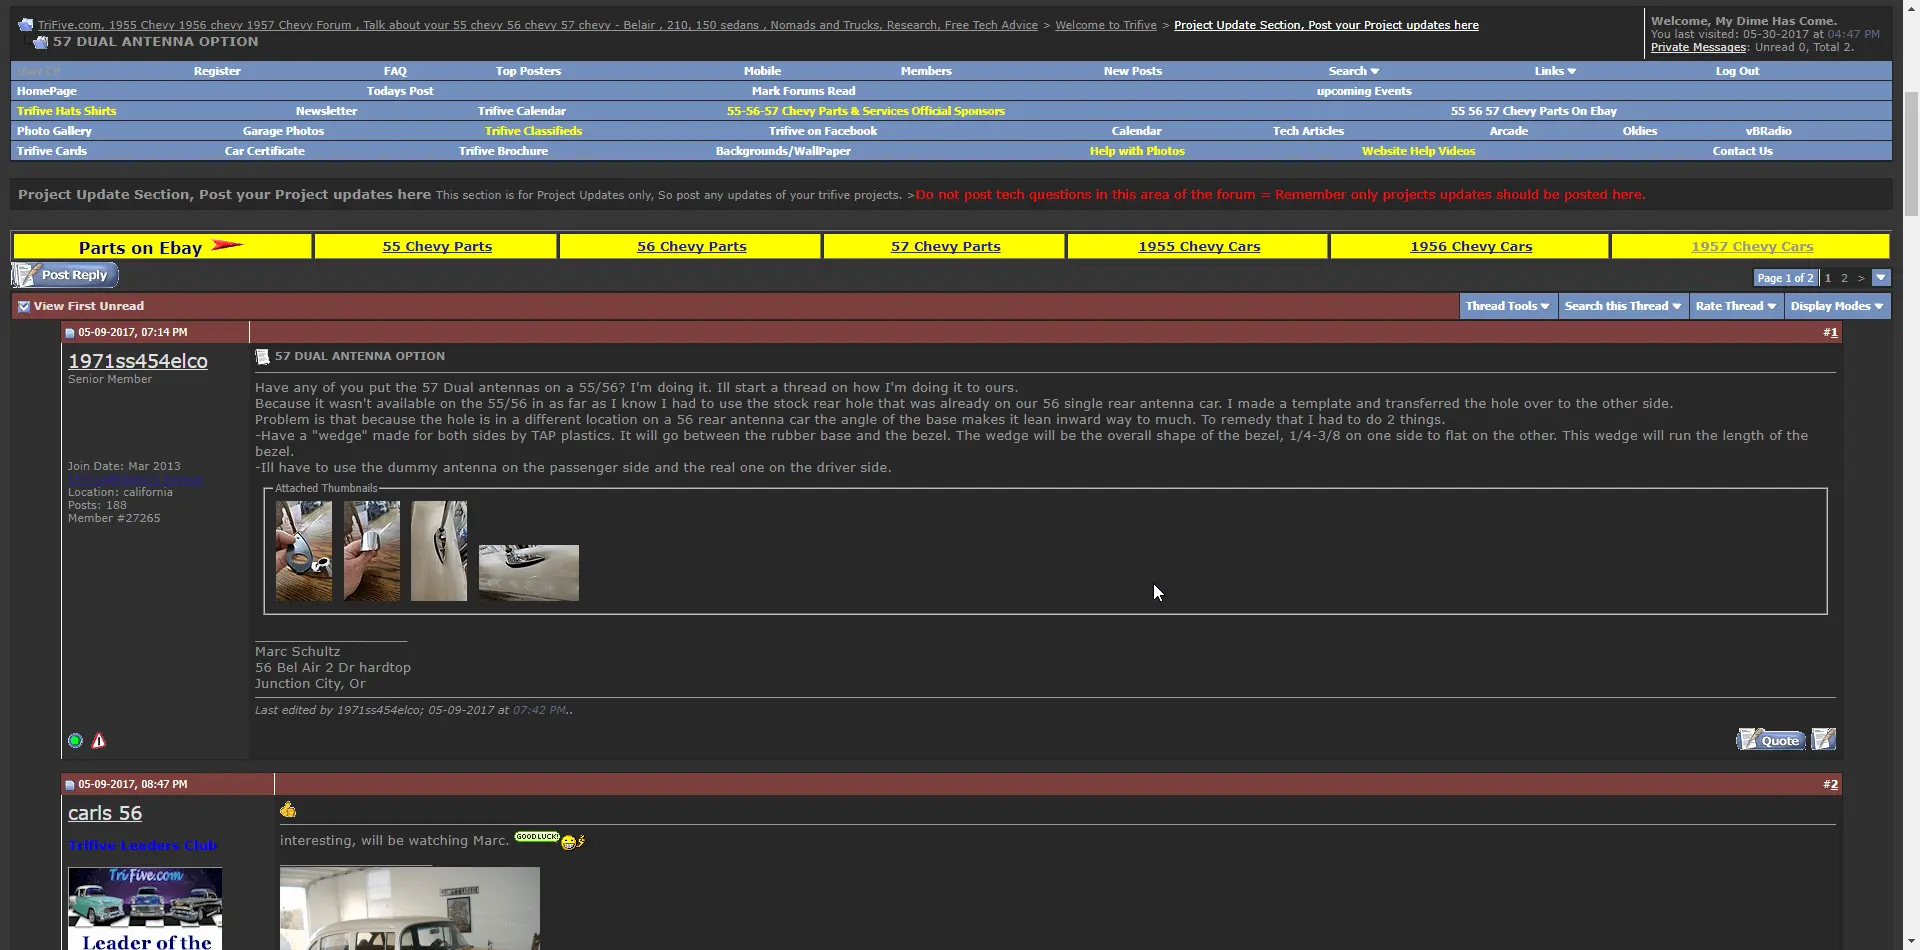 TriFive.com, 1955 Chevy 1956 chevy 1957 Chevy Forum , Talk about your 55 chevy 56 chevy 57 chevy - Belair , 210, 150 sedans , Nomads and Trucks, Research, Free Tech Advice > Welcome to Trifive > Project Update Section, Post your Project updates here
57 DUAL ANTENNA OPTION
Welcome, My Dime Has Come.
You last visited: 05-30-2017 at 04:47 PM
Private Messages: Unread 0, Total 2.
User CP Register FAQ Top Posters Mobile Members New Posts Search Links Log Out
HomePage Todays Post Mark Forums Read upcoming Events
Trifive Hats Shirts Newsletter Trifive Calendar 55-56-57 Chevy Parts & Services Official Sponsors 55 56 57 Chevy Parts On Ebay
Photo Gallery Garage Photos Trifive Classifieds Trifive on Facebook Calendar Tech Articles Arcade Oldies vBRadio
Trifive Cards Car Certificate Trifive Brochure Backgrounds/WallPaper Help with Photos Website Help Videos Contact Us
Project Update Section, Post your Project updates here This section is for Project Updates only, So post any updates of your trifive projects. >Do not post tech questions in this area of the forum = Remember only projects updates should be posted here.
Parts on Ebay 55 Chevy Parts 56 Chevy Parts 57 Chevy Parts 1955 Chevy Cars 1956 Chevy Cars 1957 Chevy Cars
Post Reply
Page 1 of 2 1 2 >
View First Unread
Thread Tools Search this Thread Rate Thread Display Modes
05-09-2017, 07:14 PM
#1
1971ss454elco
Senior Member
Join Date: Mar 2013
Location: california
Posts: 188
Member #27265
57 DUAL ANTENNA OPTION
Have any of you put the 57 Dual antennas on a 55/56? I'm doing it. Ill start a thread on how I'm doing it to ours.
Because it wasn't available on the 55/56 in as far as I know I had to use the stock rear hole that was already on our 56 single rear antenna car. I made a template and transferred the hole over to the other side.
Problem is that because the hole is in a different location on a 56 rear antenna car the angle of the base makes it lean inward way to much. To remedy that I had to do 2 things.
-Have a "wedge" made for both sides by TAP plastics. It will go between the rubber base and the bezel. The wedge will be the overall shape of the bezel, 1/4-3/8 on one side to flat on the other. This wedge will run the length of the
bezel.
-Ill have to use the dummy antenna on the passenger side and the real one on the driver side.
Attached Thumbnails
Marc Schultz
56 Bel Air 2 Dr hardtop
Junction City, Or
Last edited by 1971ss454elco; 05-09-2017 at 07:42 PM..
Quote
05-09-2017, 08:47 PM
#2
carls 56
Trifive Leaders Club
TriFive.com
Leader of the
interesting, will be watching Marc. GOOD LUCK!